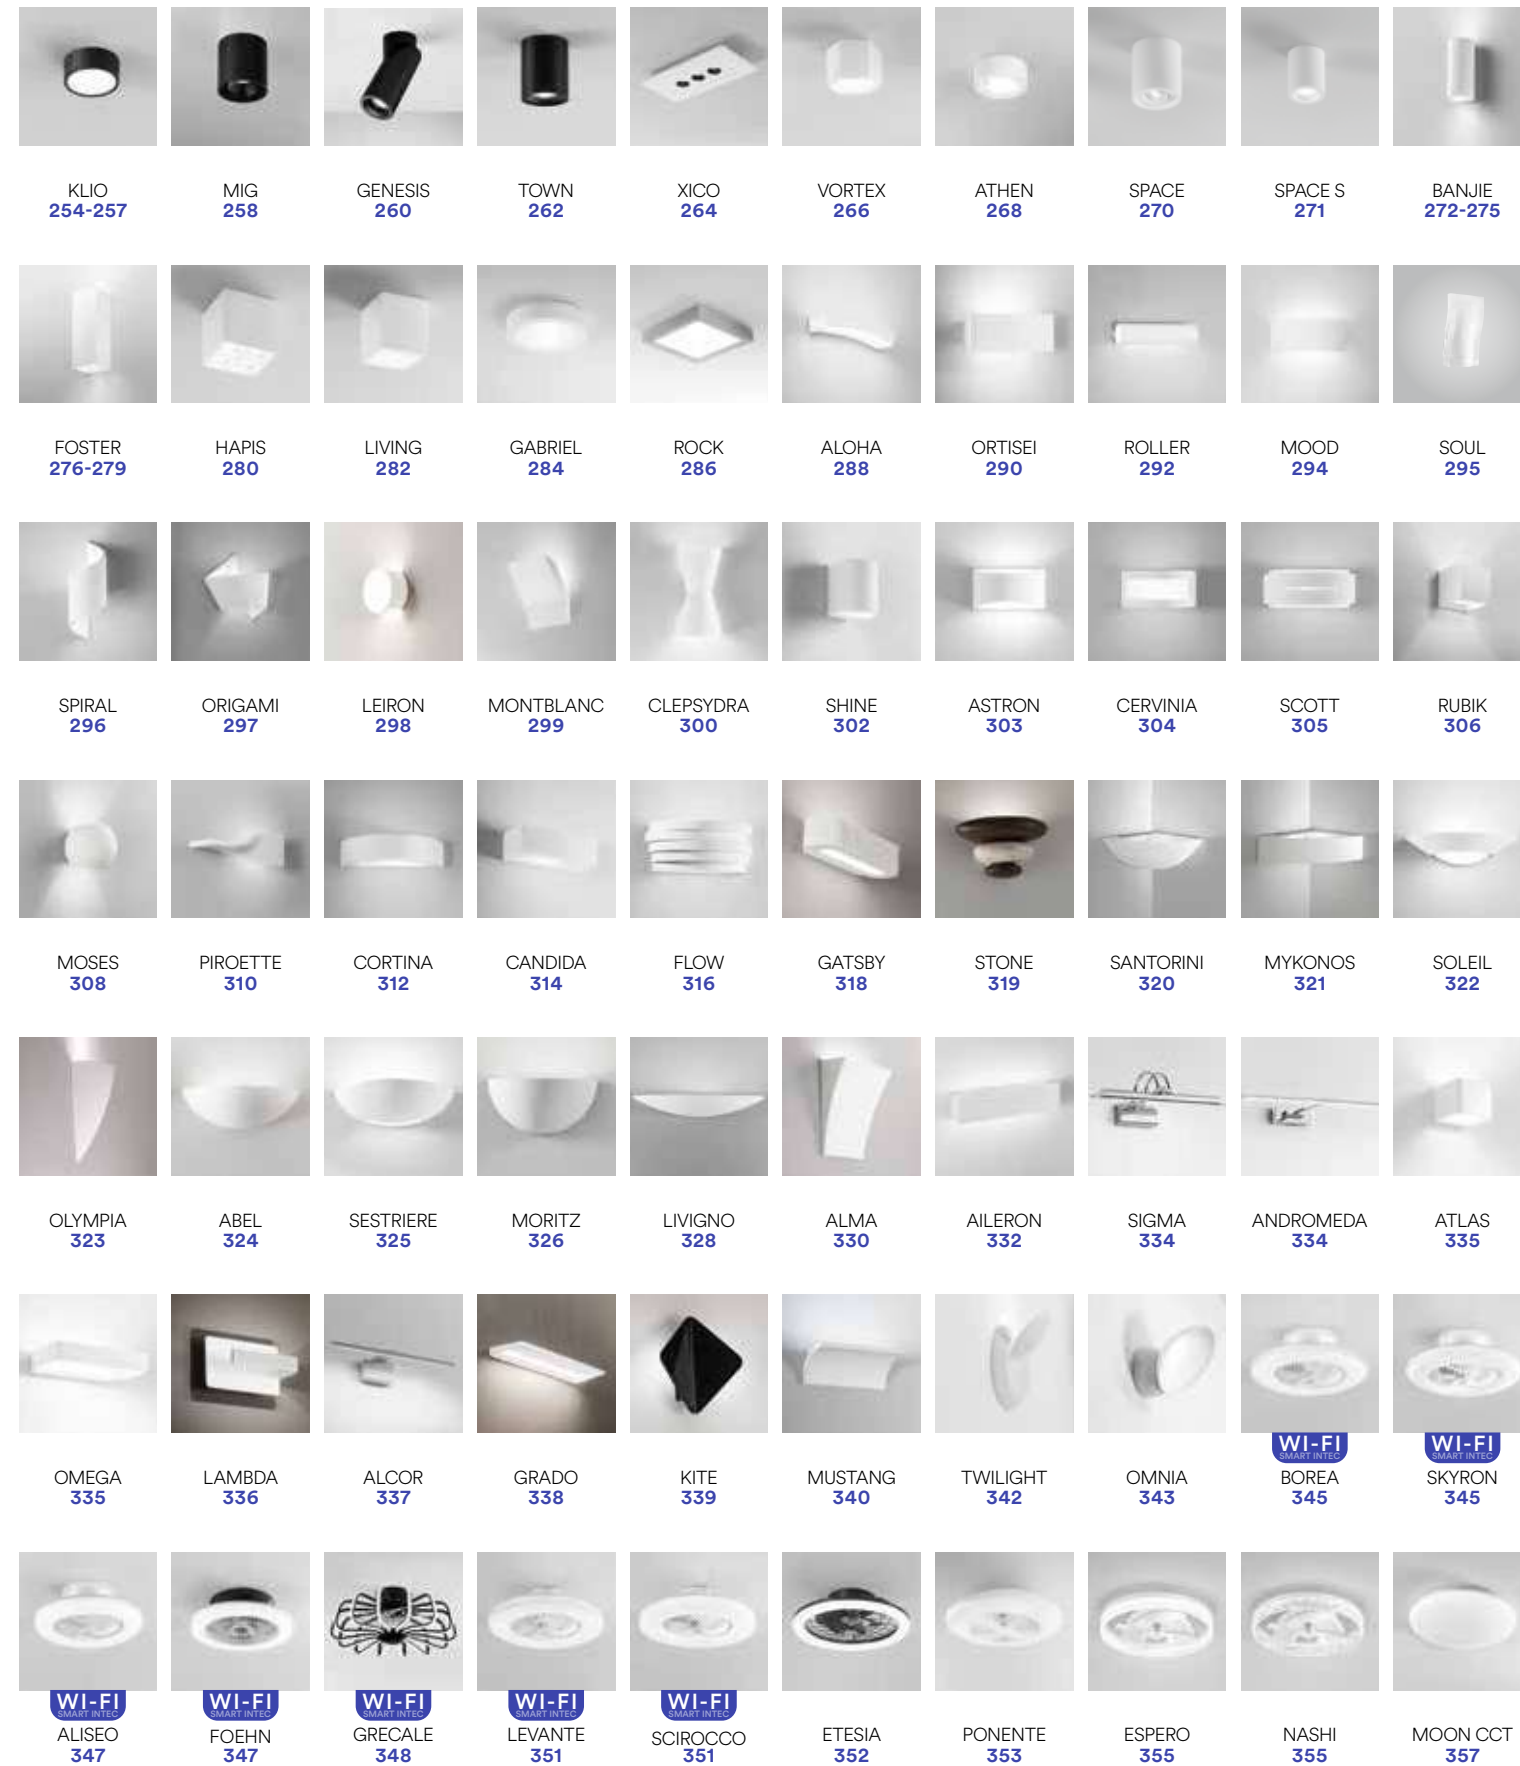 KLIO MIG GENESIS TOWN XICO VORTEX ATHEN SPACE SPACE S BANJIE
254-257 258 260 262 264 266 268 270 271 272-275
FOSTER HAPIS LIVING GABRIEL ROCK ALOHA ORTISEI ROLLER MOOD SOUL
276-279 280 282 284 286 288 290 292 294 295
SPIRAL ORIGAMI LEIRON MONTBLANC CLEPSYDRA SHINE ASTRON CERVINIA SCOTT RUBIK
296 297 298 299 300 302 303 304 305 306
MOSES PIROETTE CORTINA CANDIDA FLOW GATSBY STONE SANTORINI MYKONOS SOLEIL
308 310 312 314 316 318 319 320 321 322
OLYMPIA ABEL SESTRIERE MORITZ LIVIGNO ALMA AILERON SIGMA ANDROMEDA ATLAS
323 324 325 326 328 330 332 334 334 335
WI-FI WI-FI
SMART INTEC SMART INTEC
OMEGA LAMBDA ALCOR GRADO KITE MUSTANG TWILIGHT OMNIA BOREA SKYRON
335 336 337 338 339 340 342 343 345 345
WI-FI WI-FI WI-FI WI-FI WI-FI
SMART INTEC SMART INTEC SMART INTEC SMART INTEC SMART INTEC
ALISEO FOEHN GRECALE LEVANTE SCIROCCO ETESIA PONENTE ESPERO NASHI MOON CCT
347 347 348 351 351 352 353 355 355 357